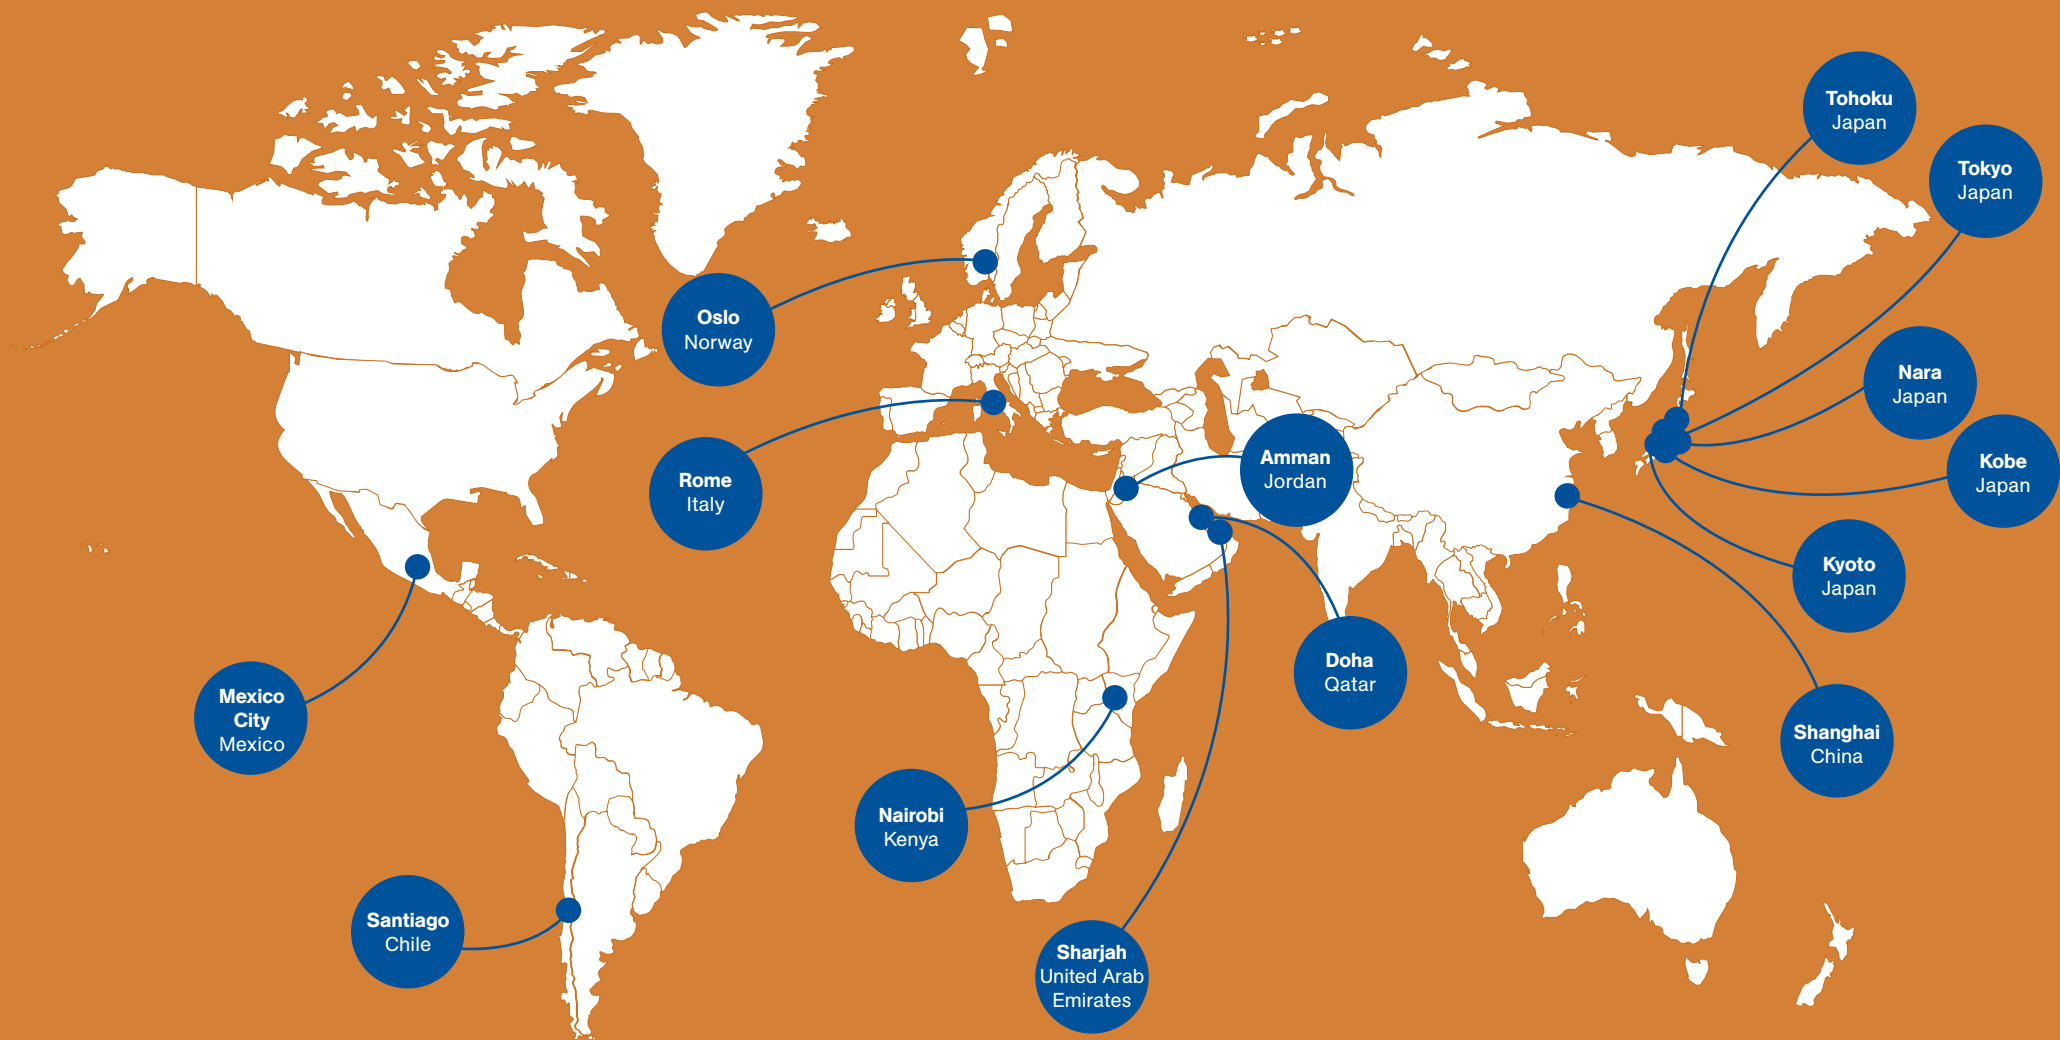 Tohoku
Japan
Tokyo
Japan
Oslo
Norway
Nara
Japan
Rome
Italy
Amman
Jordan
Kobe
Japan
Kyoto
Japan
Mexico
City
Mexico
Doha
Qatar
Shanghai
China
Nairobi
Kenya
Santiago
Chile
Sharjah
United Arab
Emirates